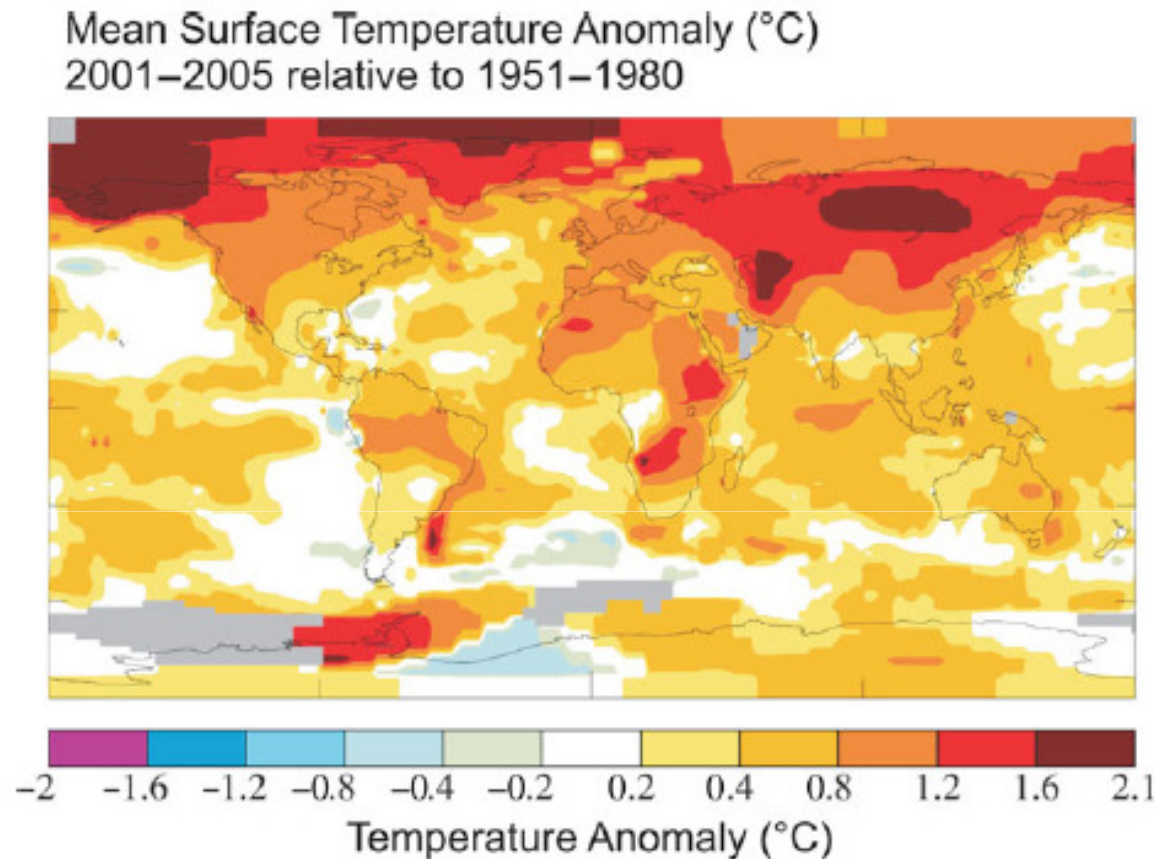 Mean Surface Temperature Anomaly (°C)
2001–2005 relative to 1951–1980
−2 −1.6 −1.2 −0.8 −0.4 −0.2 0.2 0.4 0.8 1.2 1.6 2.1
Temperature Anomaly (°C)